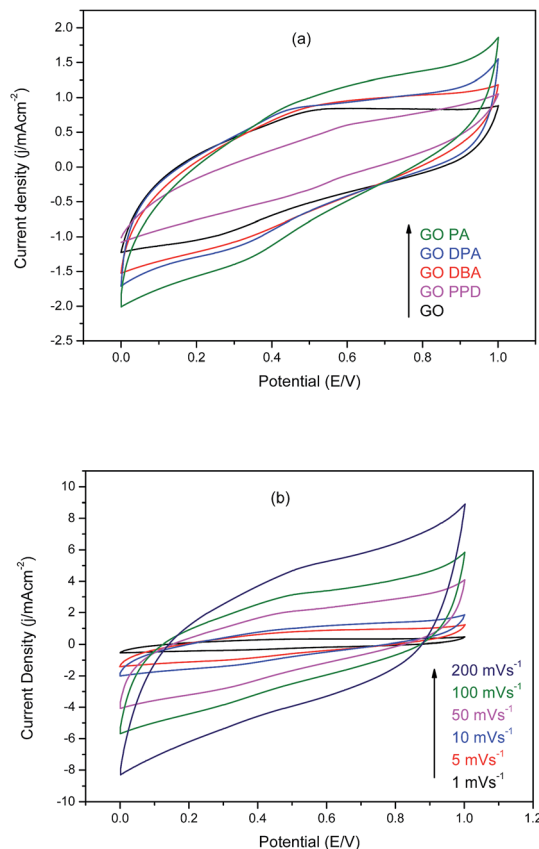 (a)
2.0
1.5
1.0
0.5
0.0
-0.5
-1.0
-1.5
-2.0
-2.5
Current density (j/mAcm⁻²)
GO PA
GO DPA
GO DBA
GO PPD
GO
0.0 0.2 0.4 0.6 0.8 1.0
Potential (E/V)
(b)
10
8
6
4
2
0
-2
-4
-6
-8
-10
Current Density (j/mAcm⁻²)
200 mVs⁻¹
100 mVs⁻¹
50 mVs⁻¹
10 mVs⁻¹
5 mVs⁻¹
1 mVs⁻¹
0.0 0.2 0.4 0.6 0.8 1.0 1.2
Potential (E/V)